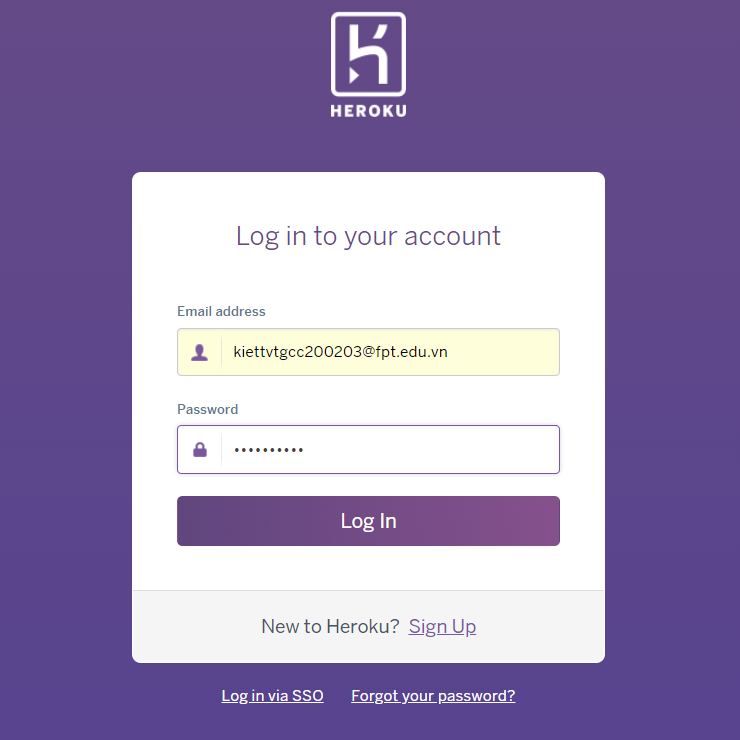 HEROKU
Log in to your account
Email address
kiettvtgcc200203@fpt.edu.vn
Password
••••••••••
Log In
New to Heroku? Sign Up
Log in via SSO Forgot your password?